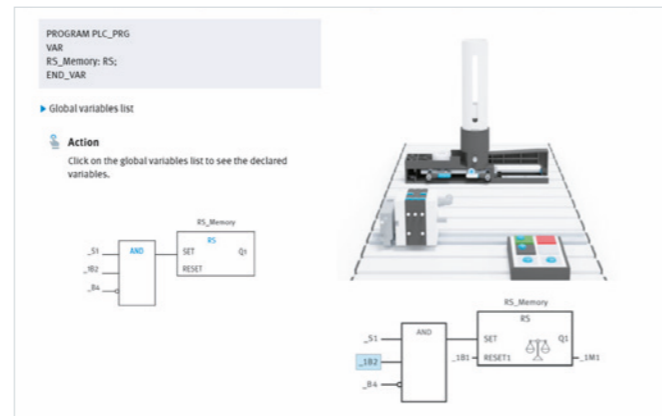 PROGRAM PLC_PRG
VAR
RS_Memory: RS;
END_VAR
Global variables list
Action
Click on the global variables list to see the declared
variables.
RS_Memory
RS
_S1
AND
SET
Q1
_1B2
RESET
_B4
RS_Memory
RS
_S1
AND
SET
Q1
_1B2
_1B1
RESET1
_1M1
_B4